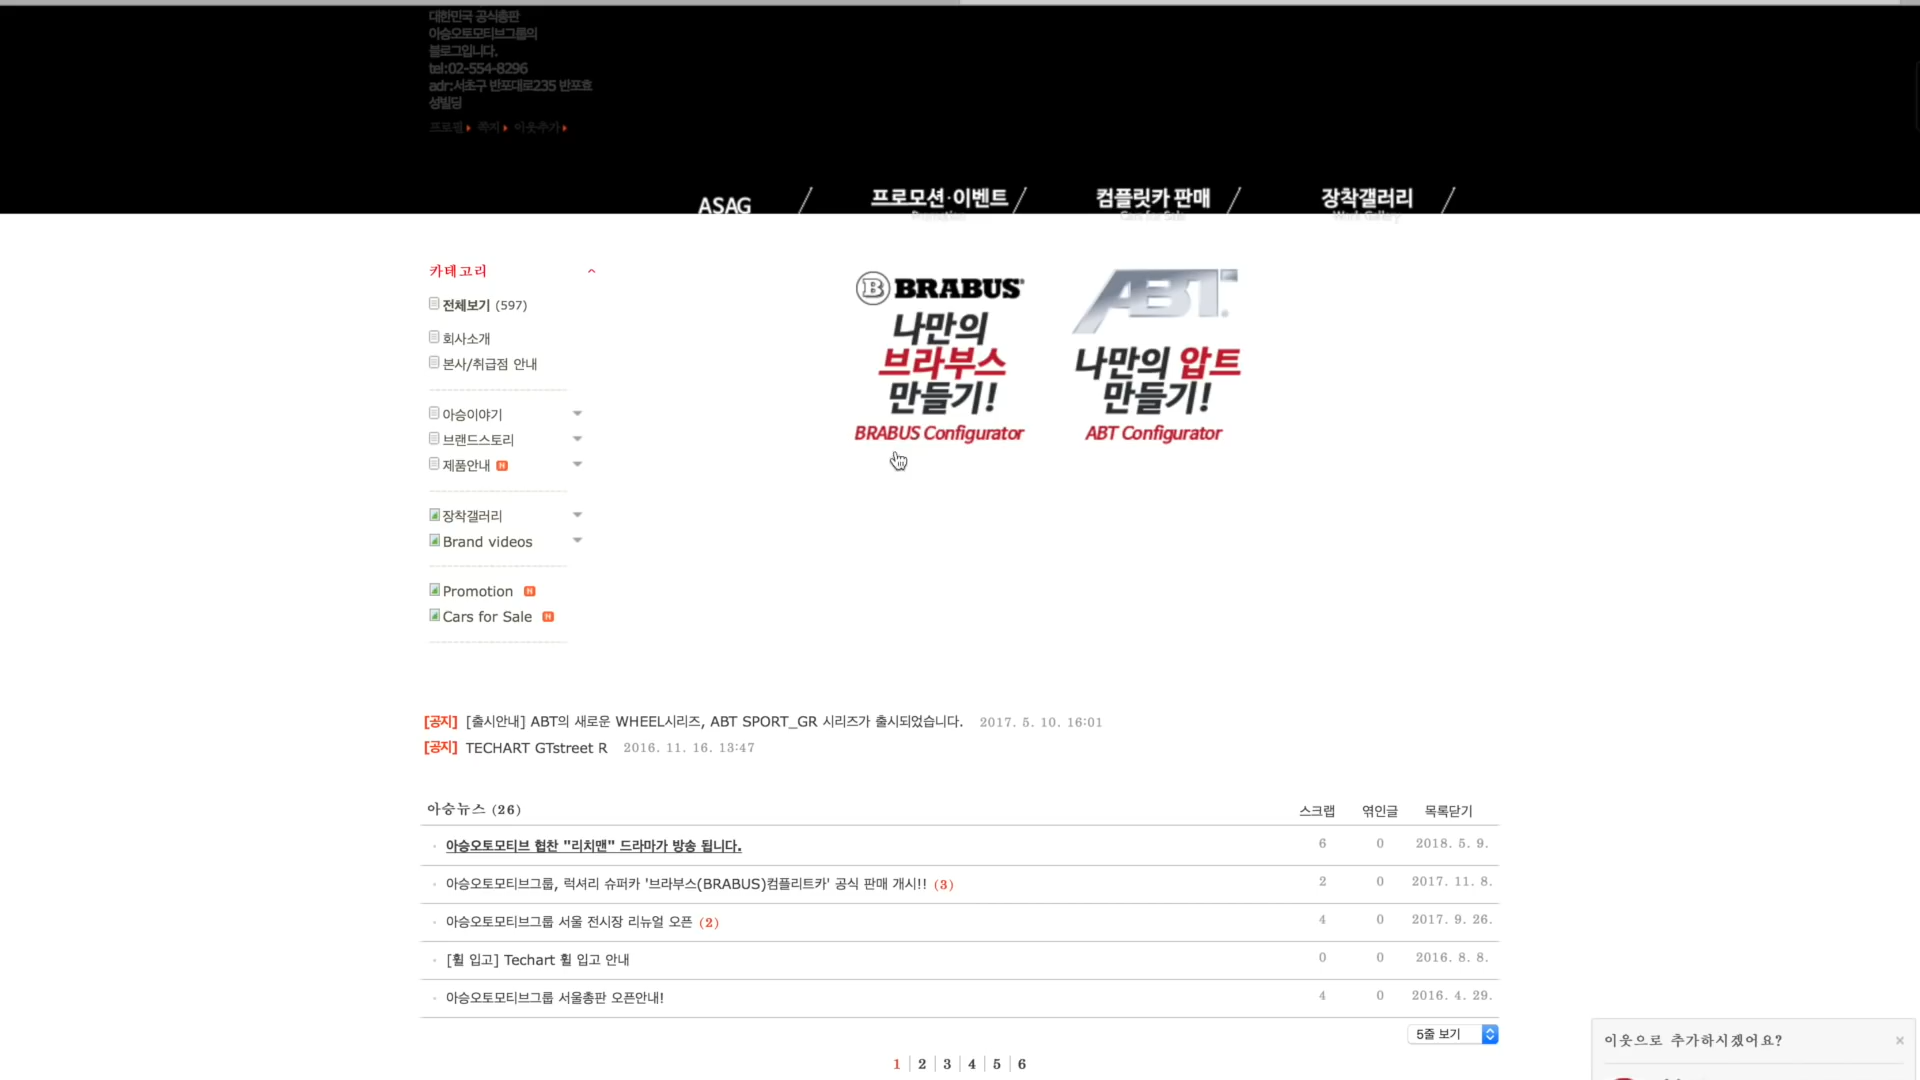 대한민국 공식총판
아승오토모티브그룹의
블로그입니다.
tel:02-554-8296
adr:서초구 반포대로235 반포효
성빌딩
프로필 쪽지 이웃추가
ASAG 프로모션·이벤트 컴플릿카 판매 장착갤러리
Promotion Cars for Sale Work Gallery
카테고리
전체보기 (597)
회사소개
본사/취급점 안내
아승이야기
브랜드스토리
제품안내 N
장착갤러리
Brand videos
Promotion N
Cars for Sale N
B BRABUS
나만의
브라부스
만들기!
BRABUS Configurator
ABT
나만의 압트
만들기!
ABT Configurator
[공지] [출시안내] ABT의 새로운 WHEEL시리즈, ABT SPORT_GR 시리즈가 출시되었습니다. 2017. 5. 10. 16:01
[공지] TECHART GTstreet R 2016. 11. 16. 13:47
아승뉴스 (26) 스크랩 엮인글 목록닫기
아승오토모티브 협찬 "리치맨" 드라마가 방송 됩니다. 6 0 2018. 5. 9.
아승오토모티브그룹, 럭셔리 슈퍼카 '브라부스(BRABUS)컴플리트카' 공식 판매 개시!! (3) 2 0 2017. 11. 8.
아승오토모티브그룹 서울 전시장 리뉴얼 오픈 (2) 4 0 2017. 9. 26.
[휠 입고] Techart 휠 입고 안내 0 0 2016. 8. 8.
아승오토모티브그룹 서울총판 오픈안내! 4 0 2016. 4. 29.
5줄 보기
1 2 3 4 5 6
이웃으로 추가하시겠어요?